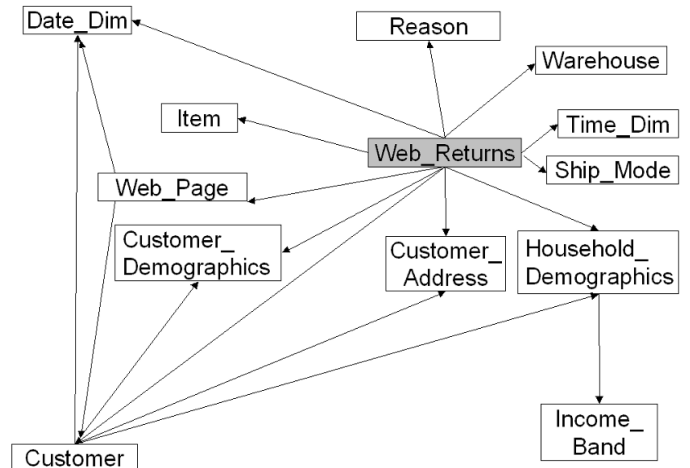 Date_Dim
Reason
Warehouse
Item
Time_Dim
Web_Returns
Ship_Mode
Web_Page
Customer_
Demographics
Customer_
Address
Household_
Demographics
Income_
Band
Customer